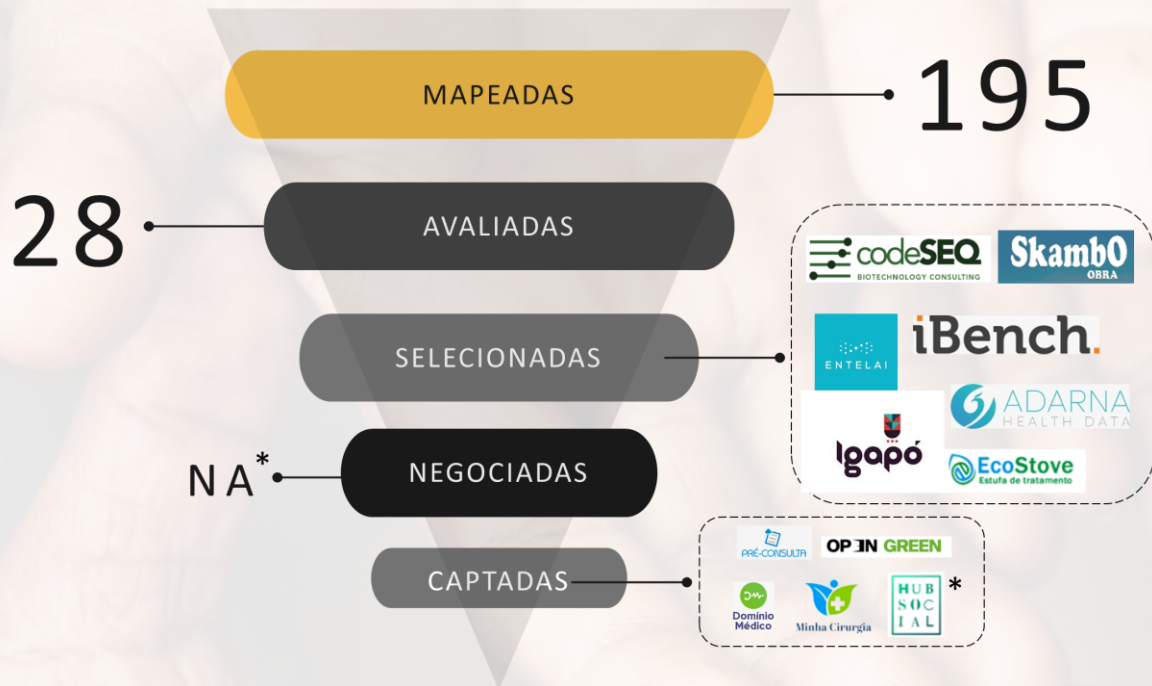 MAPEADAS
195
28
AVALIADAS
codeSEQ
BIOTECHNOLOGY CONSULTING
SkambO
OBRA
SELECIONADAS
ENTELAI
iBench.
ADARNA
HEALTH DATA
Igapó
EcoStove
Estufa de tratamento
NA*
NEGOCIADAS
CAPTADAS
PRÉ-CONSULTA
OPEN GREEN
Domínio
Médico
Minha Cirurgia
HUB
SOC
IAL
*